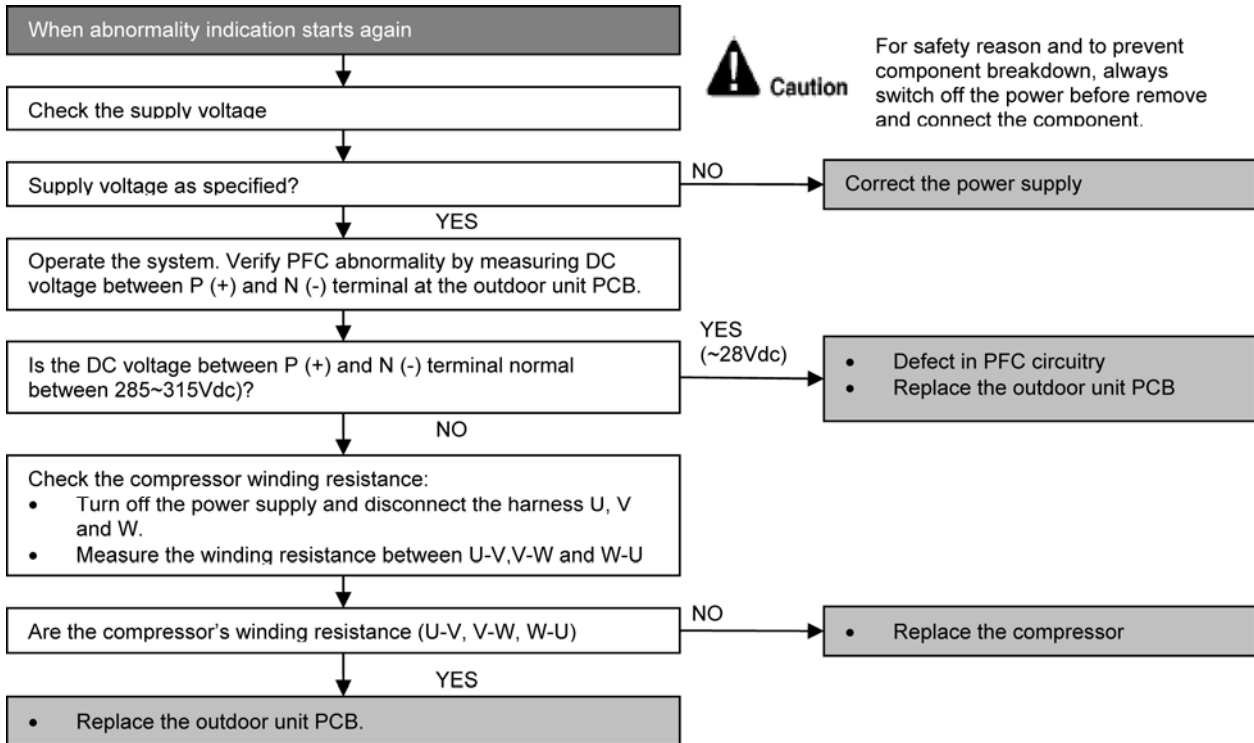 When abnormality indication starts again
Caution
For safety reason and to prevent
component breakdown, always
switch off the power before remove
and connect the component.
Check the supply voltage
Supply voltage as specified?
NO
Correct the power supply
YES
Operate the system. Verify PFC abnormality by measuring DC
voltage between P (+) and N (-) terminal at the outdoor unit PCB.
Is the DC voltage between P (+) and N (-) terminal normal
between 285~315Vdc)?
YES
(~28Vdc)
• Defect in PFC circuitry
• Replace the outdoor unit PCB
NO
Check the compressor winding resistance:
• Turn off the power supply and disconnect the harness U, V
and W.
• Measure the winding resistance between U-V,V-W and W-U
Are the compressor's winding resistance (U-V, V-W, W-U)
NO
• Replace the compressor
YES
• Replace the outdoor unit PCB.